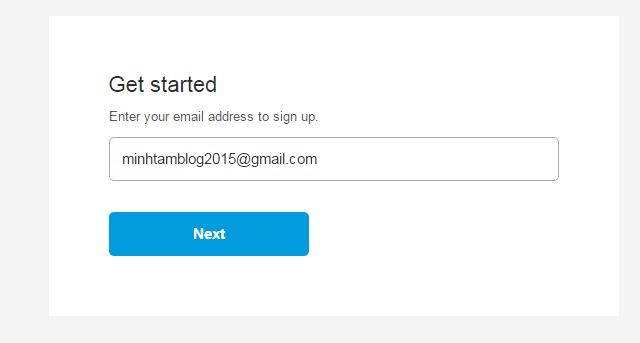 Get started
Enter your email address to sign up.
minhtamblog2015@gmail.com
Next